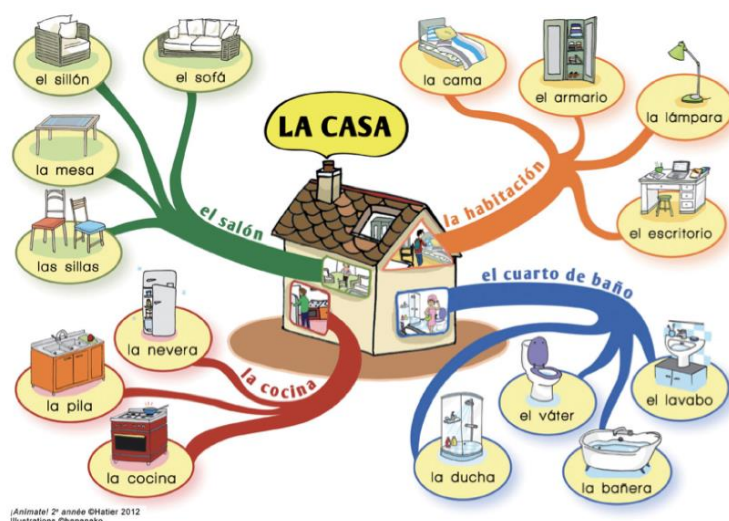 LA CASA
el salón
el sillón
el sofá
la mesa
las sillas
la habitación
la cama
el armario
la lámpara
el escritorio
la cocina
la nevera
la pila
la cocina
el cuarto de baño
la ducha
el váter
la bañera
el lavabo
¡Anímate! 2e année ©Hatier 2012
Illustrations ©bananako